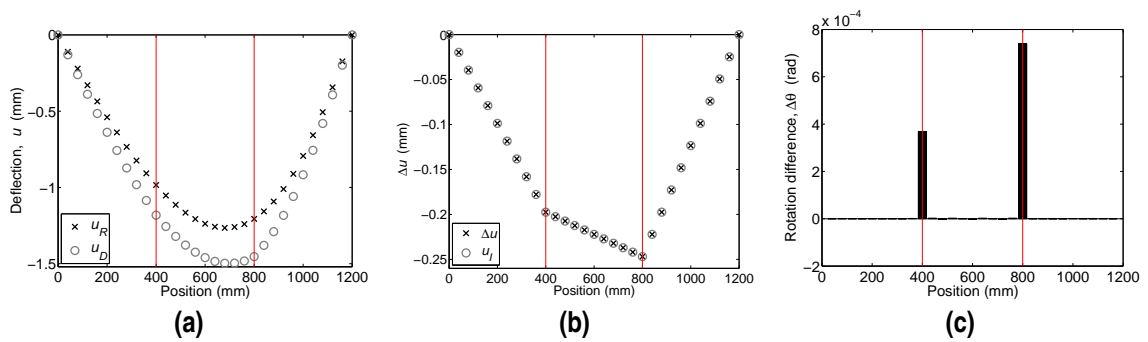 0
−0.5
−1
−1.5
0 200 400 600 800 1000 1200
Deflection, u (mm)
Position (mm)
u_R
u_D
(a)
0
−0.05
−0.1
−0.15
−0.2
−0.25
0 200 400 600 800 1000 1200
Δu (mm)
Position (mm)
Δu
u_I
(b)
x 10⁻⁴
8
6
4
2
0
−2
0 200 400 600 800 1000 1200
Rotation difference, Δθ (rad)
Position (mm)
(c)